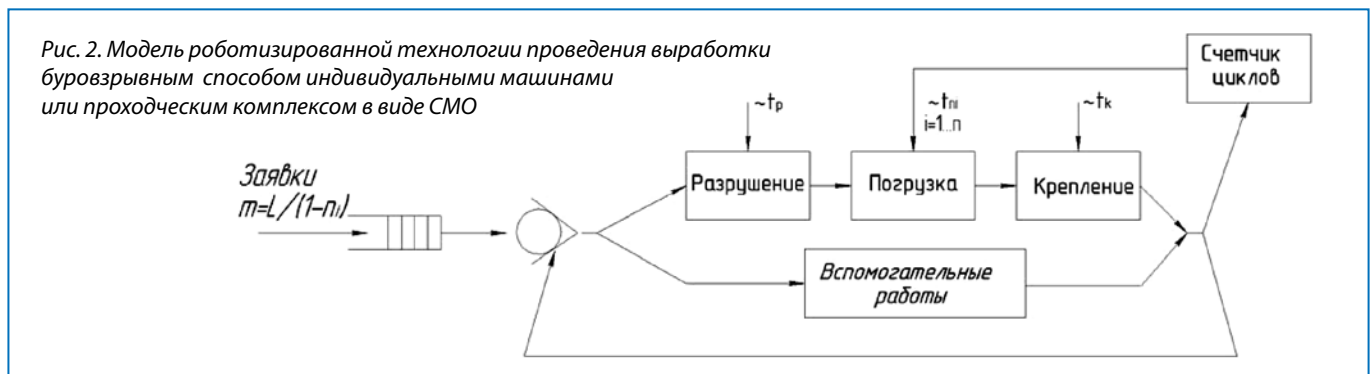 Рис. 2. Модель роботизированной технологии проведения выработки
буровзрывным способом индивидуальными машинами
или проходческим комплексом в виде СМО
Счетчик
циклов
~tр
~tпi
i=1...п
~tк
Заявки
m=L/(1-пi)
Разрушение
Погрузка
Крепление
Вспомогательные
работы